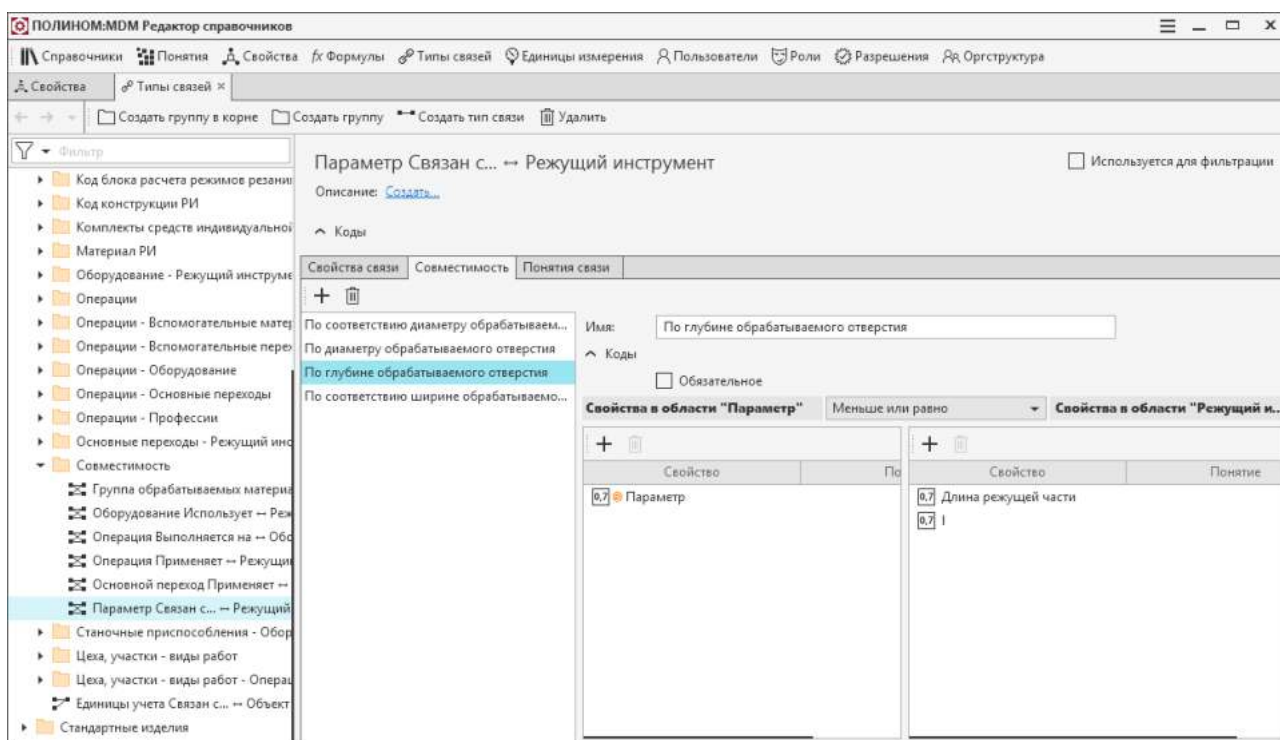 ПОЛИНОМ:MDM Редактор справочников
Справочники Понятия Свойства fx Формулы Типы связей Единицы измерения Пользователи Роли Разрешения Оргструктура
Свойства Типы связей ×
Создать группу в корне Создать группу Создать тип связи Удалить
Фильтр
Код блока расчета режимов резани
Код конструкции РИ
Комплекты средств индивидуальной
Материал РИ
Оборудование - Режущий инструме
Операции
Операции - Вспомогательные матер
Операции - Вспомогательные перех
Операции - Оборудование
Операции - Основные переходы
Операции - Профессии
Основные переходы - Режущий инс
Совместимость
Группа обрабатываемых материа
Оборудование Использует ↔ Реж
Операция Выполняется на ↔ Обо
Операция Применяет ↔ Режущи
Основной переход Применяет ↔
Параметр Связан с... ↔ Режущий
Станочные приспособления - Обор
Цеха, участки - виды работ
Цеха, участки - виды работ - Опера
Единицы учета Связан с... ↔ Объект
Стандартные изделия
Параметр Связан с... ↔ Режущий инструмент
Используется для фильтрации
Описание: Создать...
Коды
Свойства связи Совместимость Понятия связи
По соответствию диаметру обрабатываем...
По диаметру обрабатываемого отверстия
По глубине обрабатываемого отверстия
По соответствию ширине обрабатываемо...
Имя: По глубине обрабатываемого отверстия
Коды
Обязательное
Свойства в области "Параметр" Меньше или равно Свойства в области "Режущий и...
Свойство По Свойство Понятие
0,7 Параметр
0,7 Длина режущей части
0,7 l